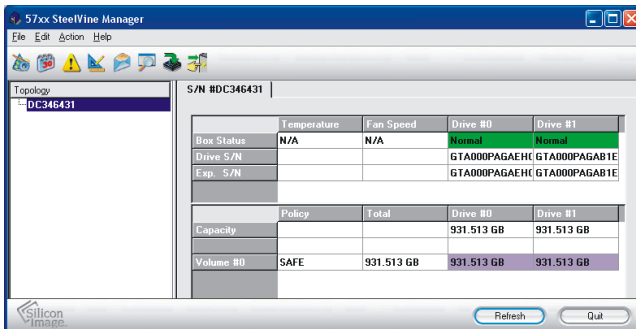 57xx SteelVine Manager
File Edit Action Help
Topology
DC346431
S/N #DC346431
Temperature Fan Speed Drive #0 Drive #1
Box Status N/A N/A Normal Normal
Drive S/N GTA000PAGAEH( GTA000PAGAB1E
Exp. S/N GTA000PAGAEH( GTA000PAGAB1E
Policy Total Drive #0 Drive #1
Capacity 931.513 GB 931.513 GB
Volume #0 SAFE 931.513 GB 931.513 GB 931.513 GB
Silicon Image.
Refresh Quit